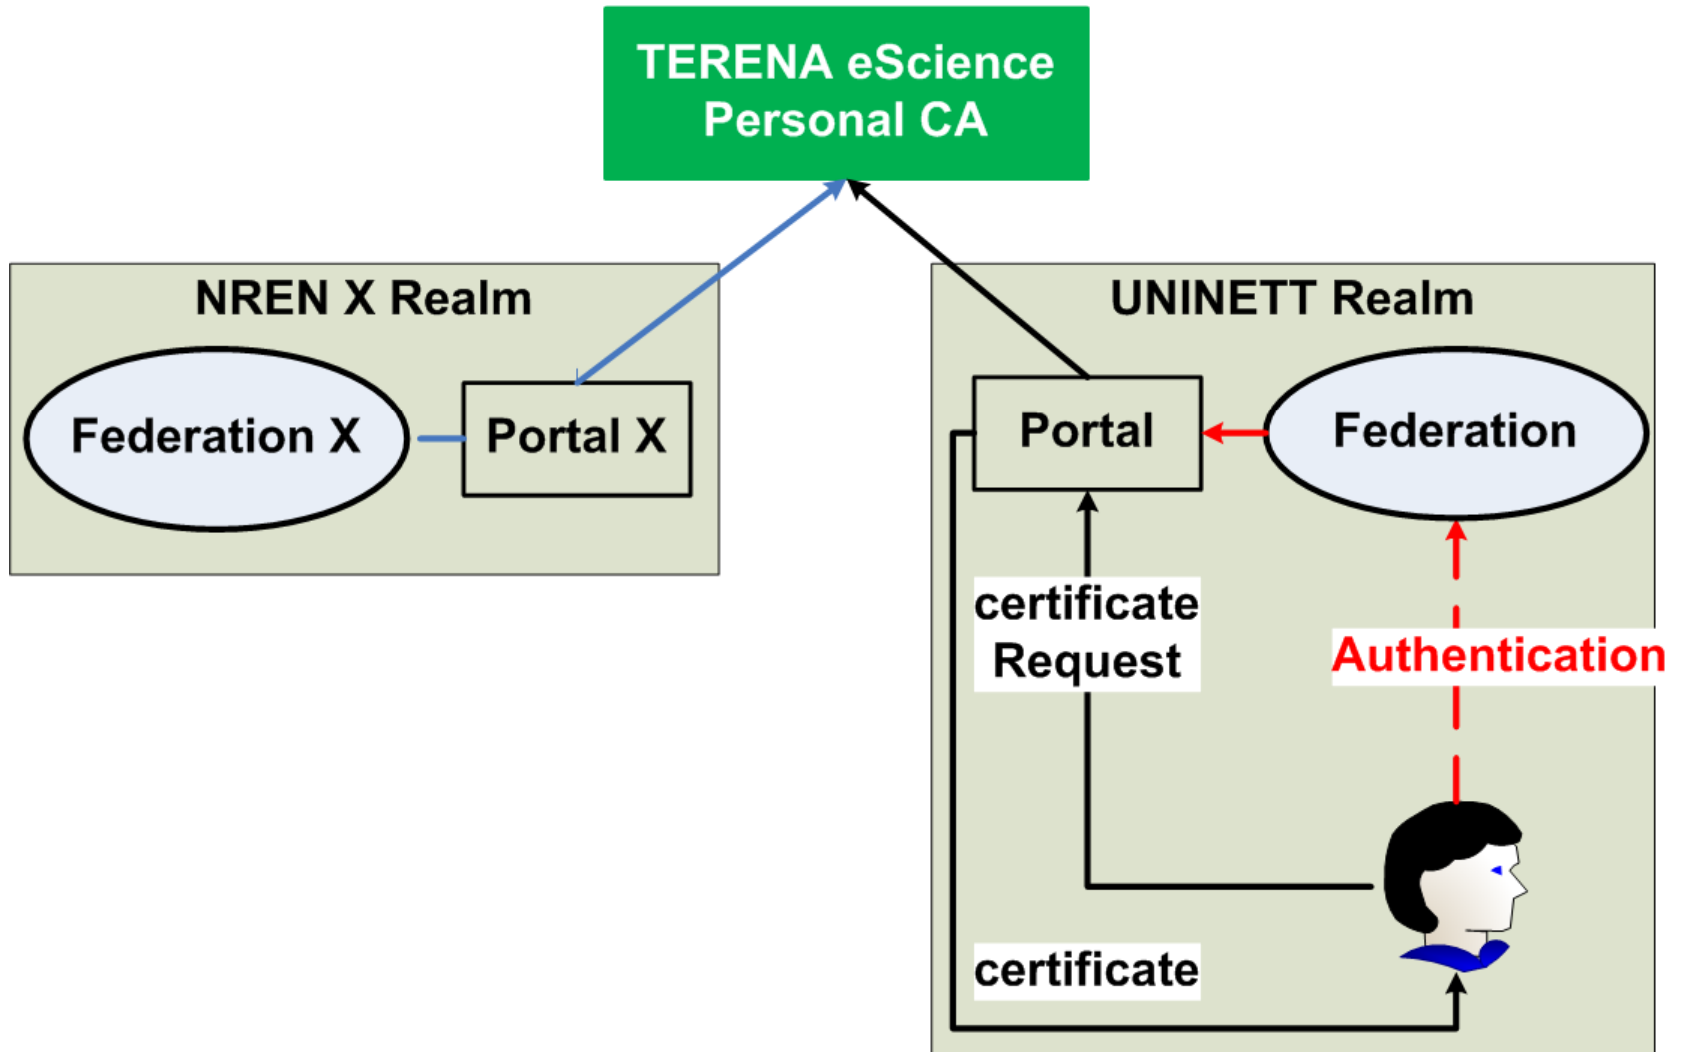 TERENA eScience
Personal CA
NREN X Realm
Federation X
Portal X
UNINETT Realm
Portal
Federation
certificate
Request
Authentication
certificate